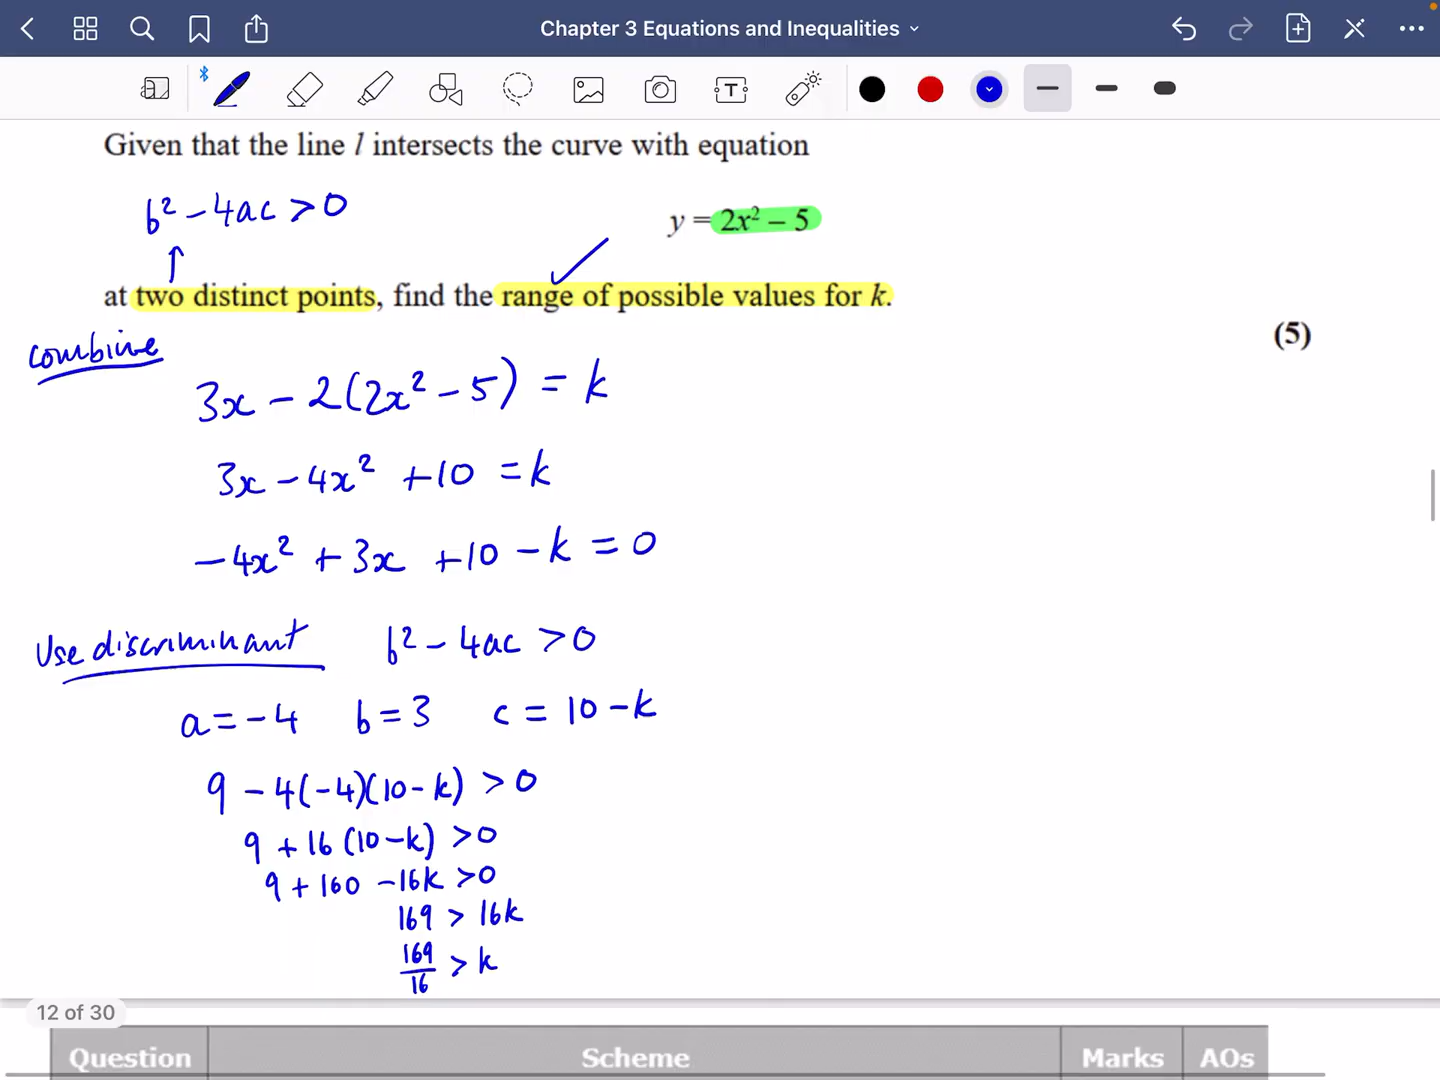 Chapter 3 Equations and Inequalities
Given that the line l intersects the curve with equation
b² - 4ac > 0
y = 2x² – 5
at two distinct points, find the range of possible values for k.
(5)
combine
3x - 2(2x² - 5) = k
3x - 4x² + 10 = k
-4x² + 3x + 10 - k = 0
Use discriminant b² - 4ac > 0
a = -4 b = 3 c = 10 - k
9 - 4(-4)(10 - k) > 0
9 + 16(10 - k) > 0
9 + 160 - 16k > 0
169 > 16k
169/16 > k
12 of 30
Question Scheme Marks AOs